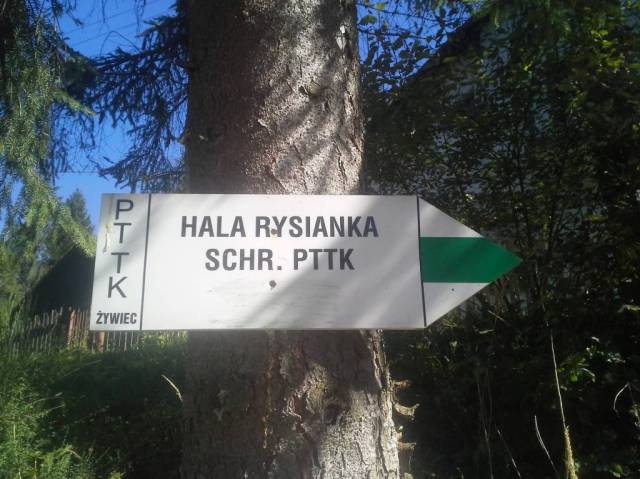 PTTK
ŻYWIEC
HALA RYSIANKA
SCHR. PTTK